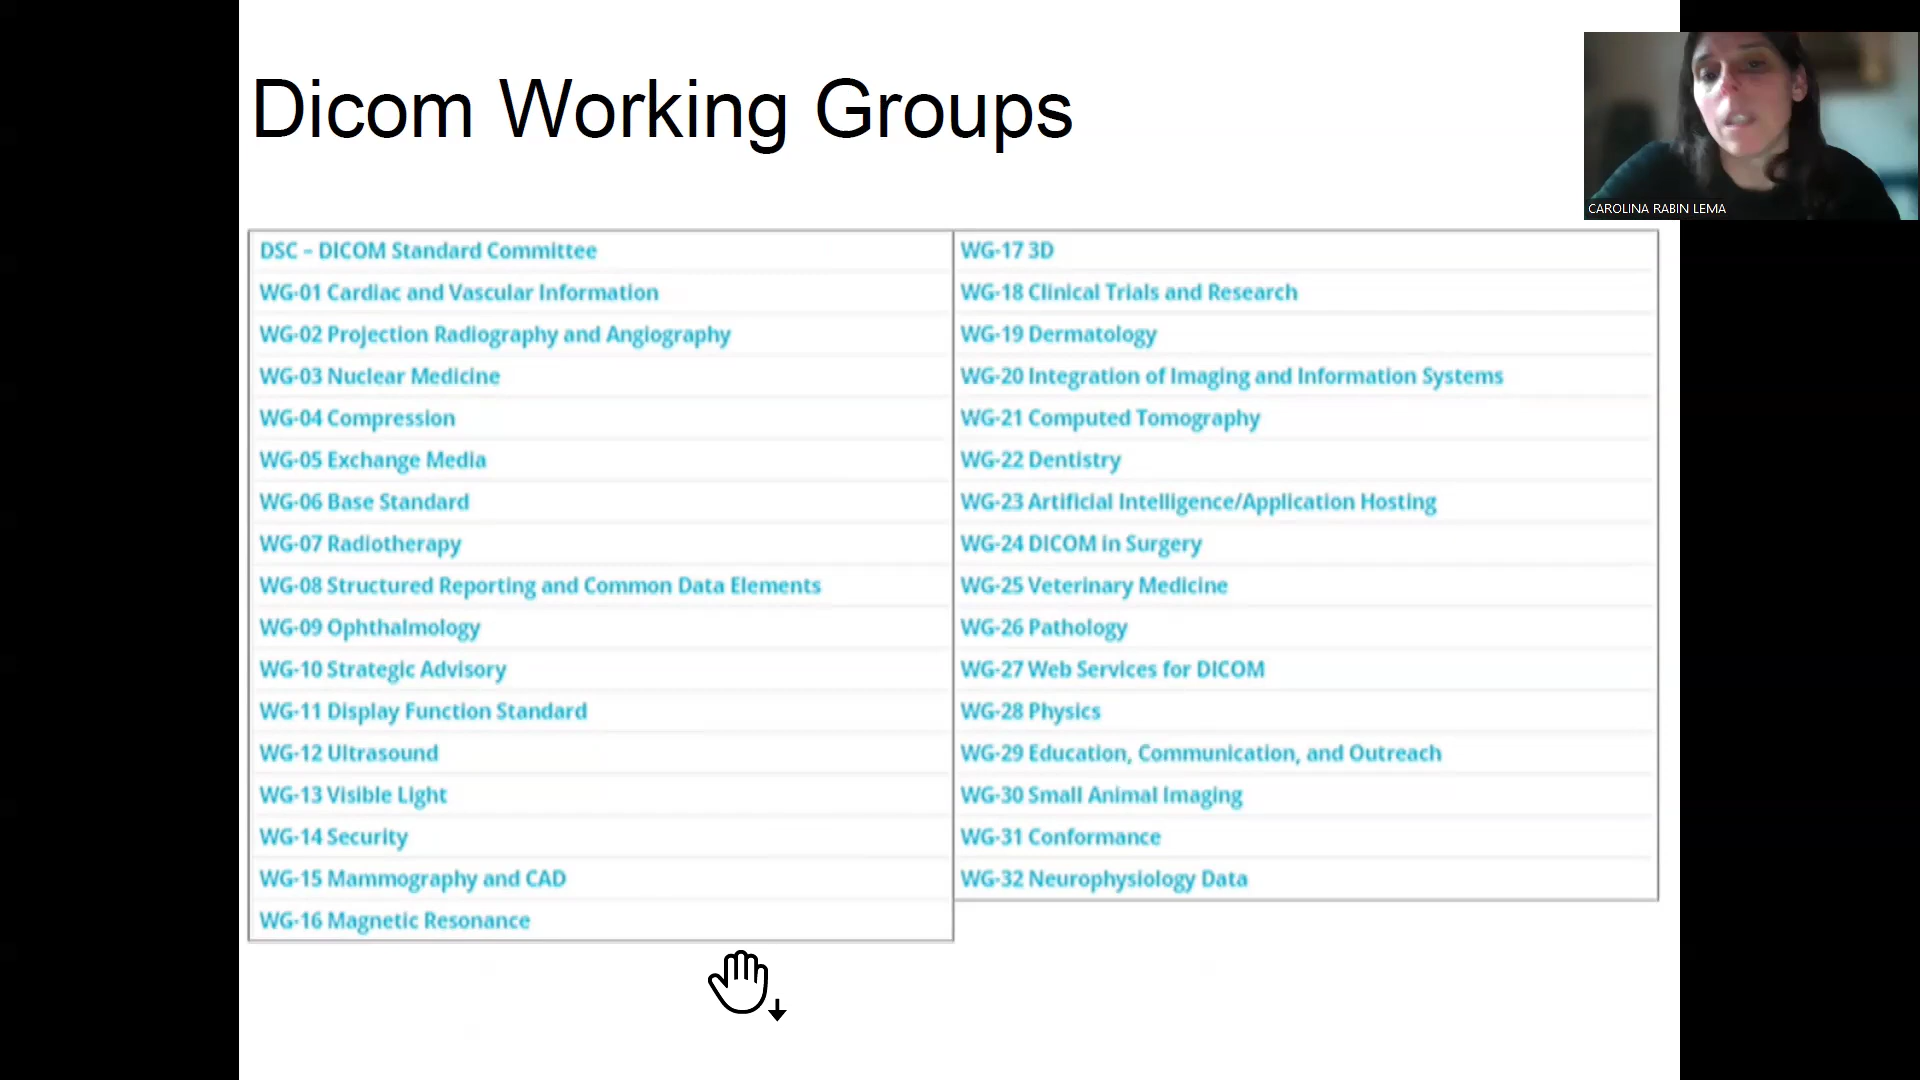 Dicom Working Groups
CAROLINA RABIN LEMA
DSC – DICOM Standard Committee
WG-01 Cardiac and Vascular Information
WG-02 Projection Radiography and Angiography
WG-03 Nuclear Medicine
WG-04 Compression
WG-05 Exchange Media
WG-06 Base Standard
WG-07 Radiotherapy
WG-08 Structured Reporting and Common Data Elements
WG-09 Ophthalmology
WG-10 Strategic Advisory
WG-11 Display Function Standard
WG-12 Ultrasound
WG-13 Visible Light
WG-14 Security
WG-15 Mammography and CAD
WG-16 Magnetic Resonance
WG-17 3D
WG-18 Clinical Trials and Research
WG-19 Dermatology
WG-20 Integration of Imaging and Information Systems
WG-21 Computed Tomography
WG-22 Dentistry
WG-23 Artificial Intelligence/Application Hosting
WG-24 DICOM in Surgery
WG-25 Veterinary Medicine
WG-26 Pathology
WG-27 Web Services for DICOM
WG-28 Physics
WG-29 Education, Communication, and Outreach
WG-30 Small Animal Imaging
WG-31 Conformance
WG-32 Neurophysiology Data